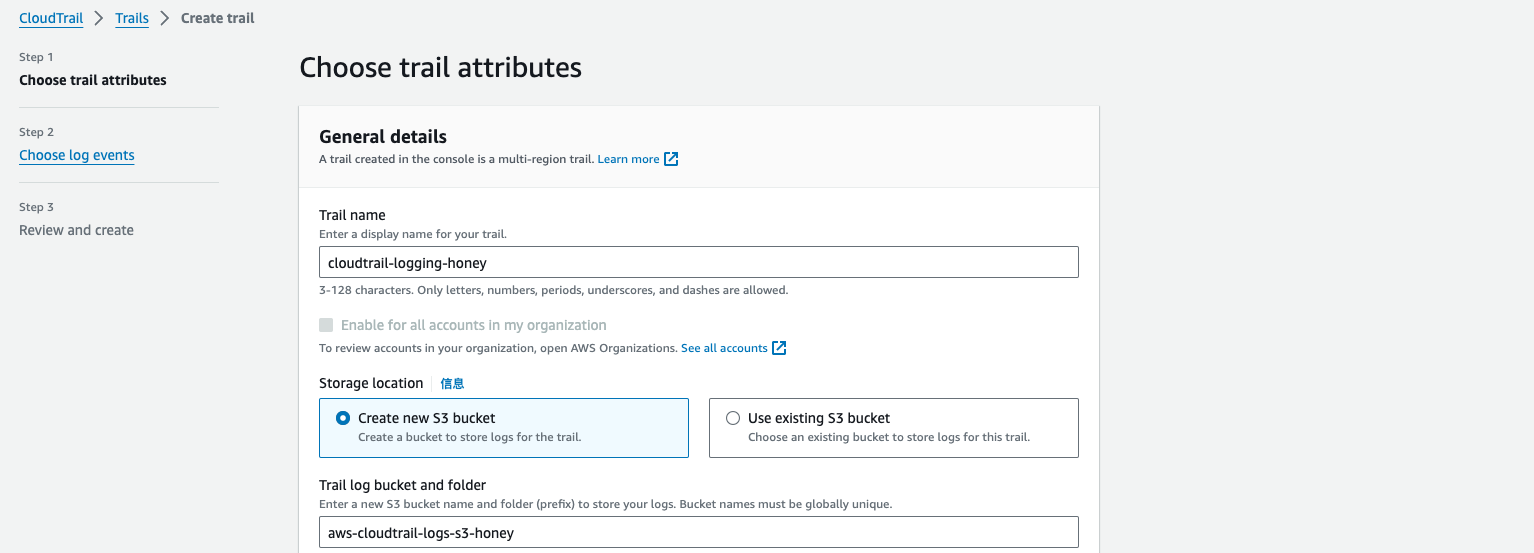 CloudTrail > Trails > Create trail
Step 1
Choose trail attributes
Step 2
Choose log events
Step 3
Review and create
Choose trail attributes
General details
A trail created in the console is a multi-region trail. Learn more
Trail name
Enter a display name for your trail.
cloudtrail-logging-honey
3-128 characters. Only letters, numbers, periods, underscores, and dashes are allowed.
Enable for all accounts in my organization
To review accounts in your organization, open AWS Organizations. See all accounts
Storage location 信息
Create new S3 bucket
Create a bucket to store logs for the trail.
Use existing S3 bucket
Choose an existing bucket to store logs for this trail.
Trail log bucket and folder
Enter a new S3 bucket name and folder (prefix) to store your logs. Bucket names must be globally unique.
aws-cloudtrail-logs-s3-honey